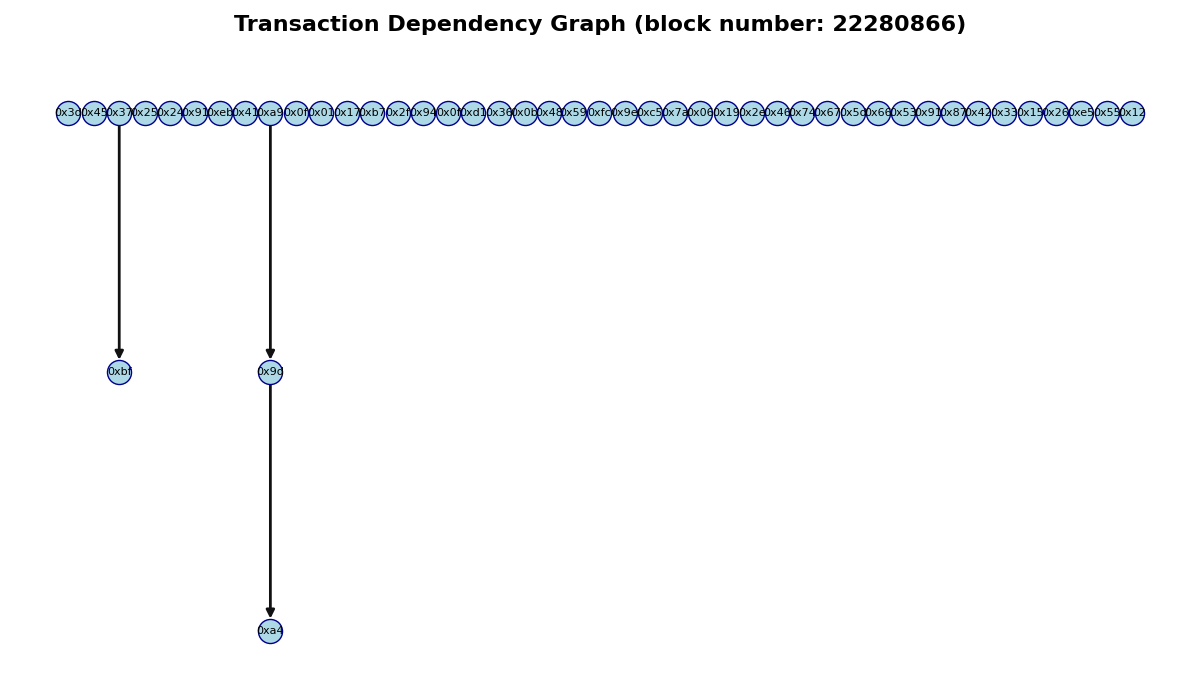 Transaction Dependency Graph (block number: 22280866)
0x3d 0x45 0x37 0x25 0x24 0x91 0xeb 0x41 0xa9 0x0f 0x01 0x17 0xb7 0x2f 0x94 0x0f 0xd1 0x36 0x0b 0x48 0x59 0xfc 0x9e 0xc5 0x7a 0x06 0x19 0x2e 0x46 0x74 0x67 0x5d 0x66 0x53 0x91 0x87 0x42 0x33 0x15 0x26 0xe5 0x55 0x12
0xbf 0x9d
0xa4